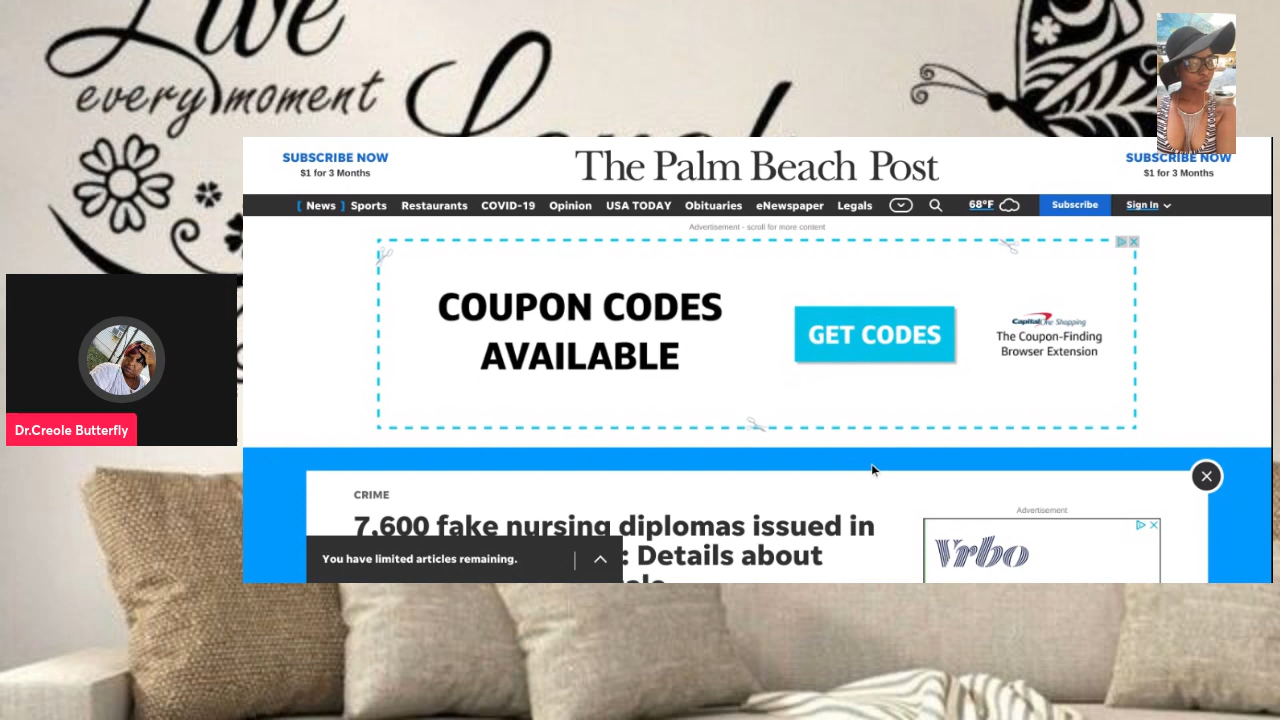 Live
every moment
SUBSCRIBE NOW
$1 for 3 Months
The Palm Beach Post
SUBSCRIBE NOW
$1 for 3 Months
[ News ] Sports Restaurants COVID-19 Opinion USA TODAY Obituaries eNewspaper Legals 68°F Subscribe Sign In
Advertisement - scroll for more content
COUPON CODES
AVAILABLE
GET CODES
CapitalOne Shopping
The Coupon-Finding
Browser Extension
Dr.Creole Butterfly
CRIME
7,600 fake nursing diplomas issued in
: Details about
You have limited articles remaining.
Advertisement
Vrbo